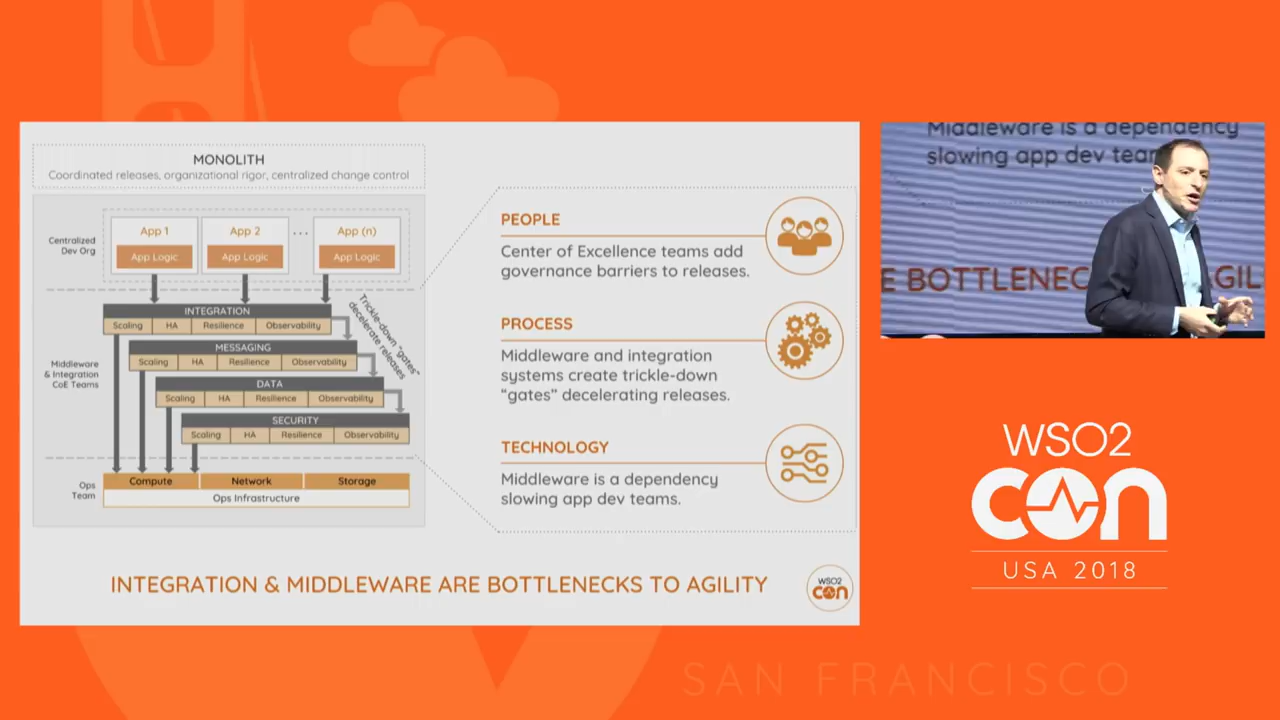 MONOLITH
Coordinated releases, organizational rigor, centralized change control
Centralized
Dev Org
App 1
App 2
...
App (n)
App Logic
App Logic
App Logic
Trickle-down "gates"
decelerate releases
Middleware
& Integration
CoE Teams
INTEGRATION
Scaling
HA
Resilience
Observability
MESSAGING
Scaling
HA
Resilience
Observability
DATA
Scaling
HA
Resilience
Observability
SECURITY
Scaling
HA
Resilience
Observability
Ops
Team
Compute
Network
Storage
Ops Infrastructure
PEOPLE
Center of Excellence teams add
governance barriers to releases.
PROCESS
Middleware and integration
systems create trickle-down
"gates" decelerating releases.
TECHNOLOGY
Middleware is a dependency
slowing app dev teams.
INTEGRATION & MIDDLEWARE ARE BOTTLENECKS TO AGILITY
WSO2
con
Middleware is a dependency
slowing app dev tea
E BOTTLENEC
AGIL
WSO2
con
USA 2018
SAN FRANCISCO